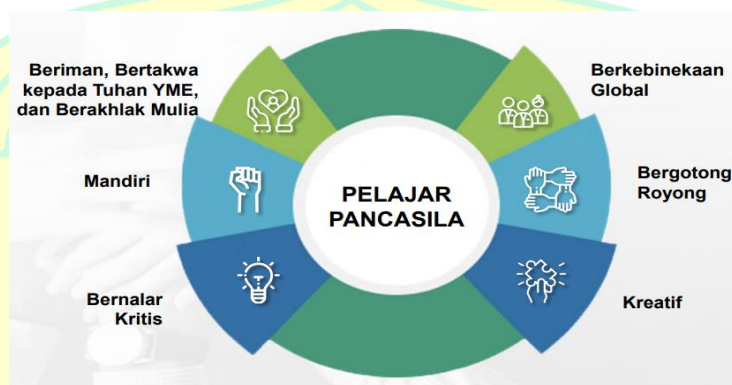 Beriman, Bertakwa
kepada Tuhan YME,
dan Berakhlak Mulia
Mandiri
Bernalar
Kritis
PELAJAR
PANCASILA
Berkebinekaan
Global
Bergotong
Royong
Kreatif